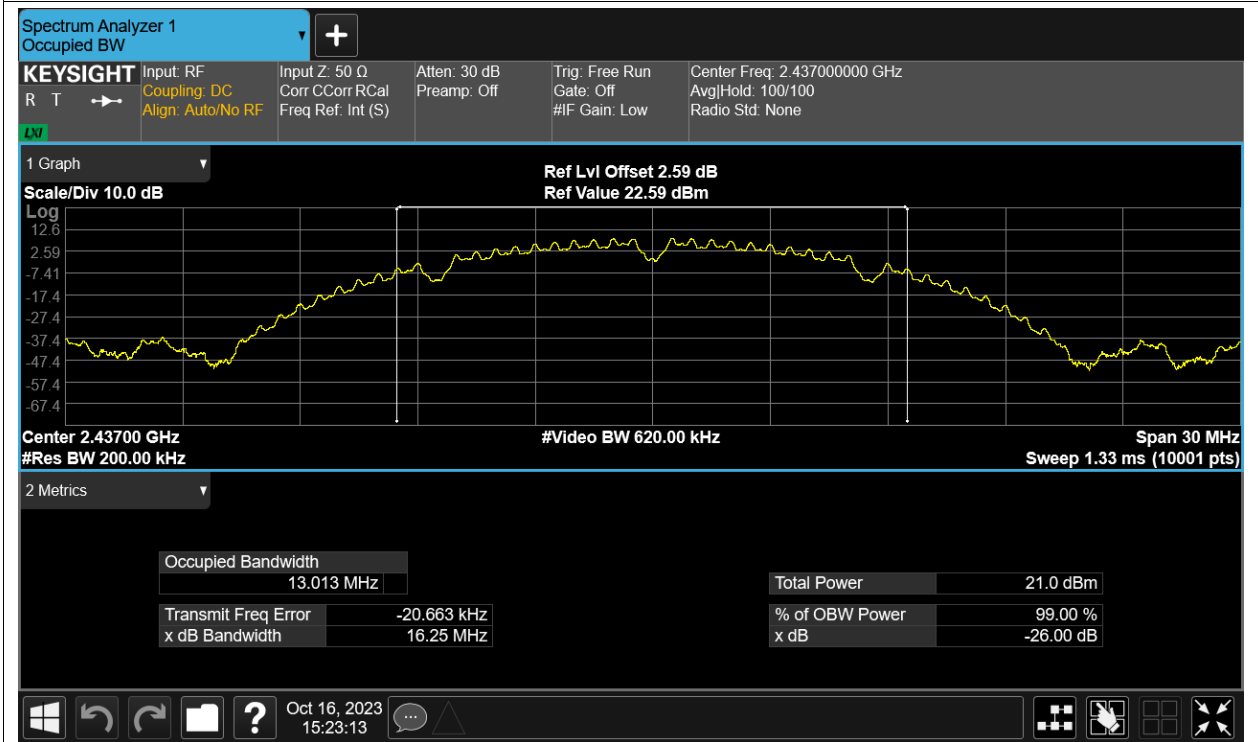 Spectrum Analyzer 1
Occupied BW
KEYSIGHT
R T
LXI
Input: RF
Coupling: DC
Align: Auto/No RF
Input Z: 50 Ω
Corr CCorr RCal
Freq Ref: Int (S)
Atten: 30 dB
Preamp: Off
Trig: Free Run
Gate: Off
#IF Gain: Low
Center Freq: 2.437000000 GHz
Avg|Hold: 100/100
Radio Std: None
1 Graph
Scale/Div 10.0 dB
Ref Lvl Offset 2.59 dB
Ref Value 22.59 dBm
Log
12.6
2.59
-7.41
-17.4
-27.4
-37.4
-47.4
-57.4
-67.4
Center 2.43700 GHz
#Res BW 200.00 kHz
#Video BW 620.00 kHz
Span 30 MHz
Sweep 1.33 ms (10001 pts)
2 Metrics
Occupied Bandwidth
13.013 MHz
Transmit Freq Error -20.663 kHz
x dB Bandwidth 16.25 MHz
Total Power 21.0 dBm
% of OBW Power 99.00 %
x dB -26.00 dB
?
Oct 16, 2023
15:23:13